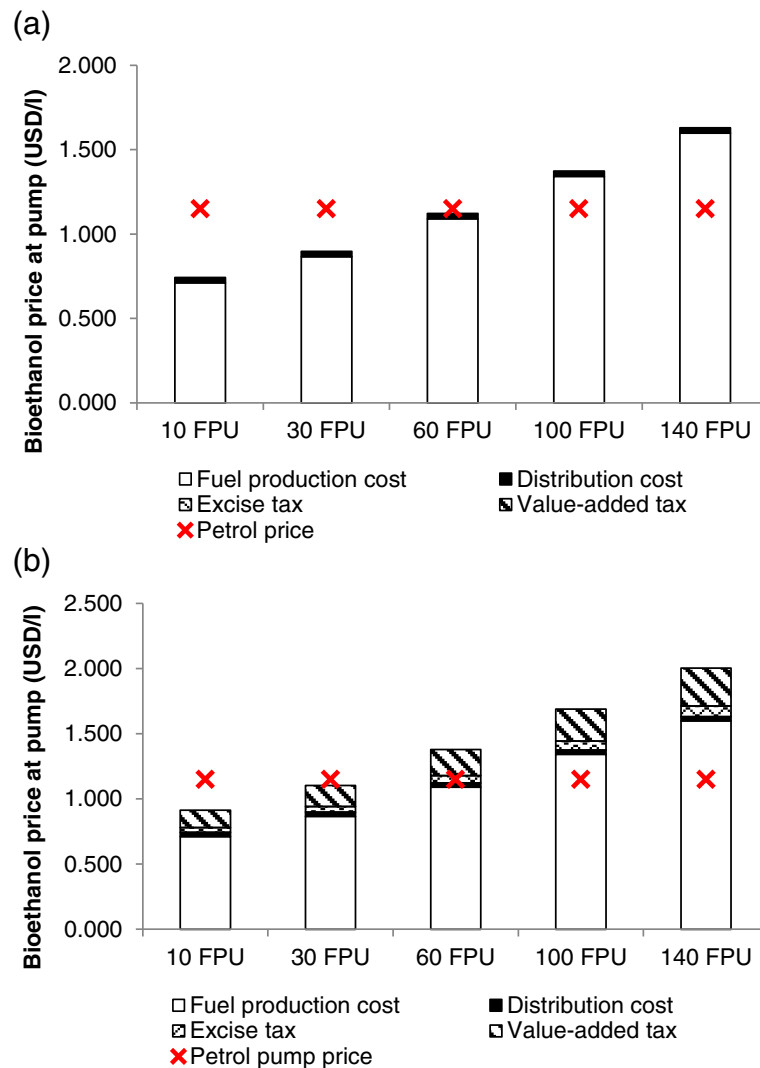 (a)
Bioethanol price at pump (USD/l)
2.000
1.500
1.000
0.500
0.000
10 FPU 30 FPU 60 FPU 100 FPU 140 FPU
Fuel production cost Distribution cost
Excise tax Value-added tax
Petrol price
(b)
Bioethanol price at pump (USD/l)
2.500
2.000
1.500
1.000
0.500
0.000
10 FPU 30 FPU 60 FPU 100 FPU 140 FPU
Fuel production cost Distribution cost
Excise tax Value-added tax
Petrol pump price